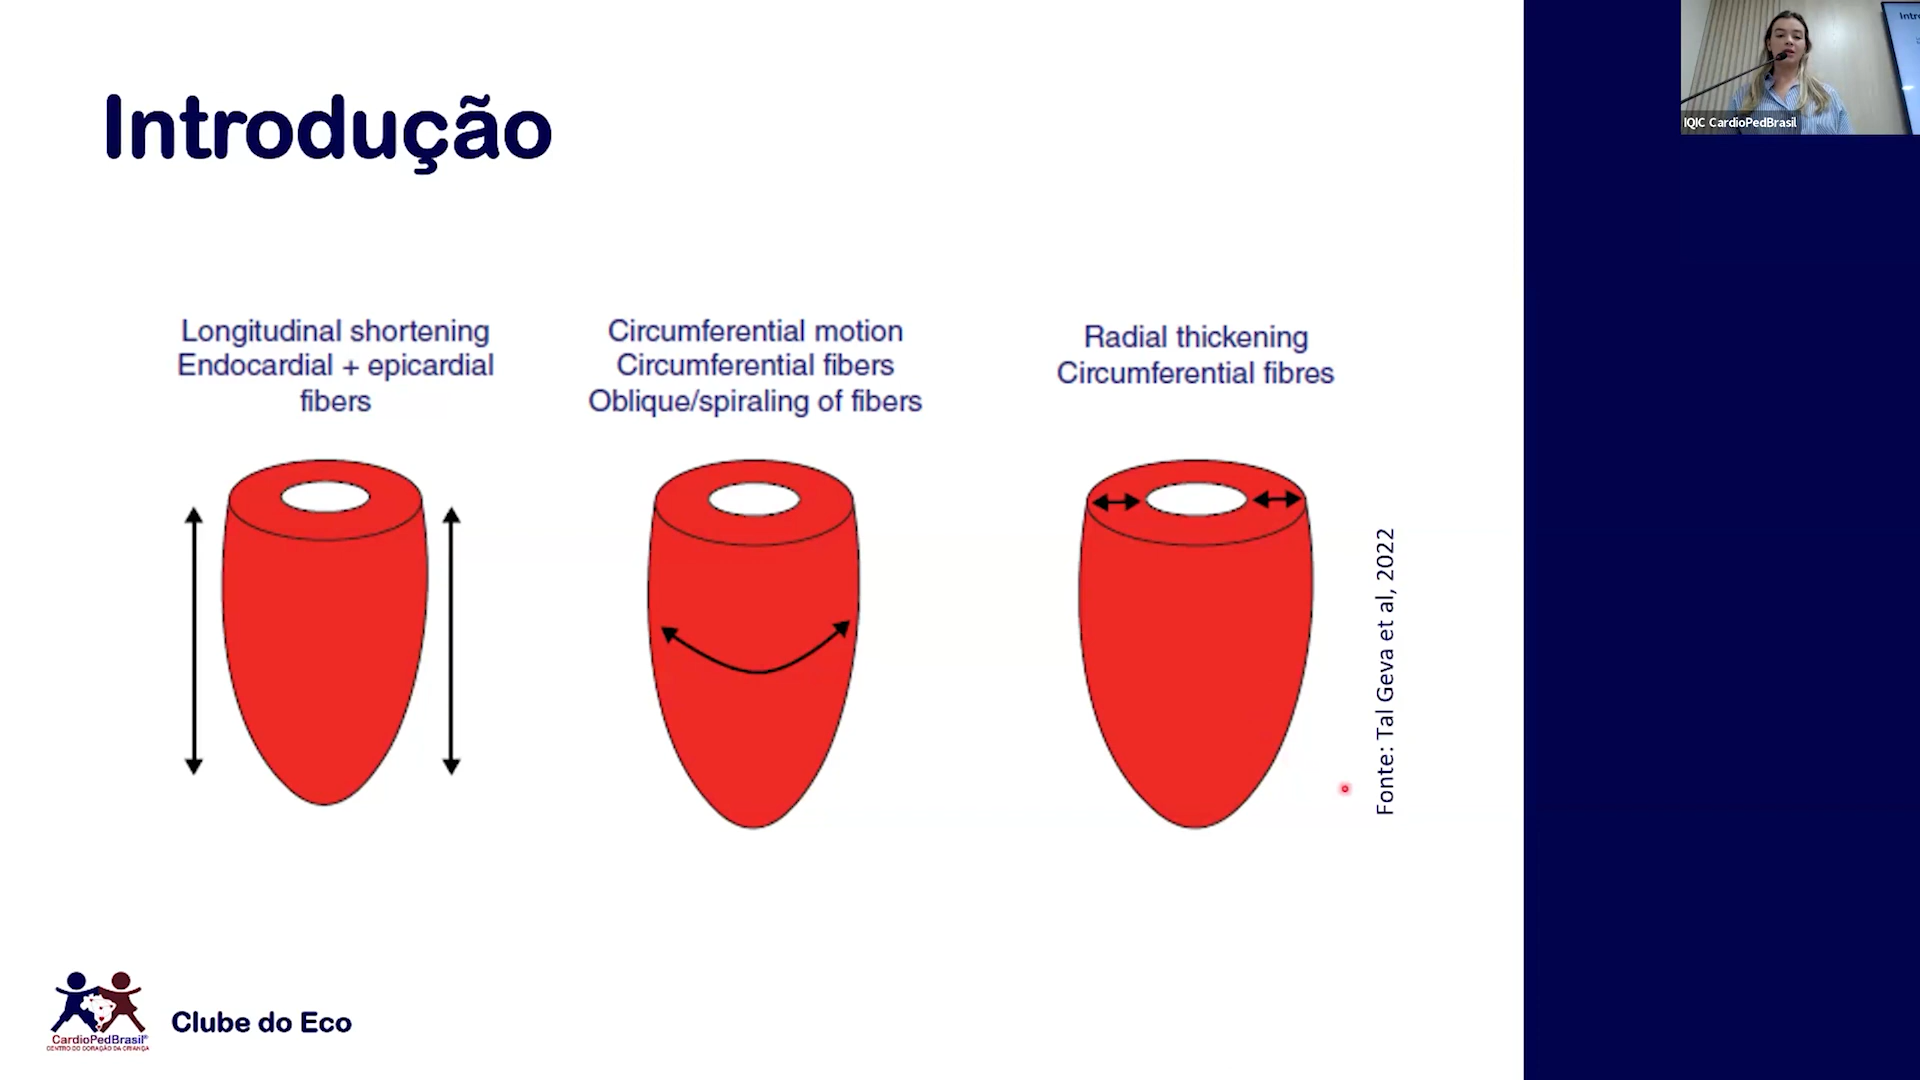 Introdução
Longitudinal shortening
Endocardial + epicardial
fibers
Circumferential motion
Circumferential fibers
Oblique/spiraling of fibers
Radial thickening
Circumferential fibres
Fonte: Tal Geva et al, 2022
CardioPedBrasil®
CENTRO DO CORAÇÃO DA CRIANÇA
Clube do Eco
IQIC CardioPedBrasil
Intro